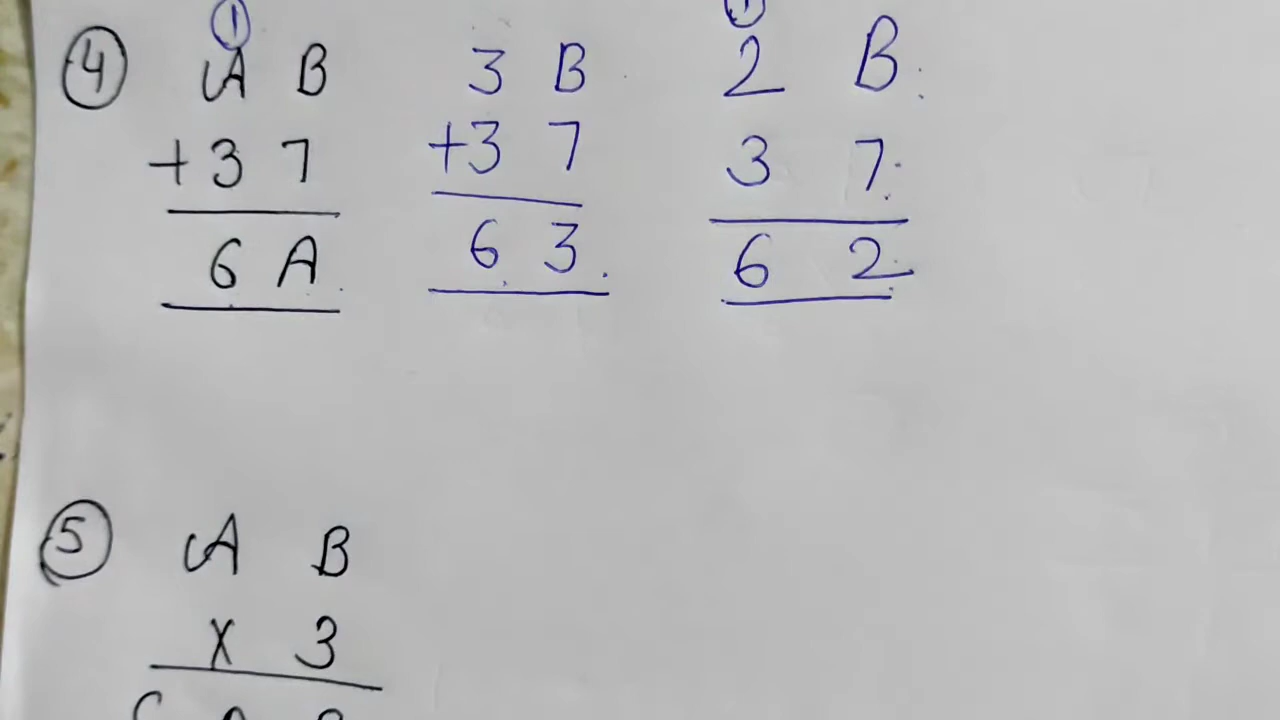 1 1
4 A B 3 B 2 B
+ 3 7 + 3 7 3 7
6 A 6 3 6 2
5 A B
X 3